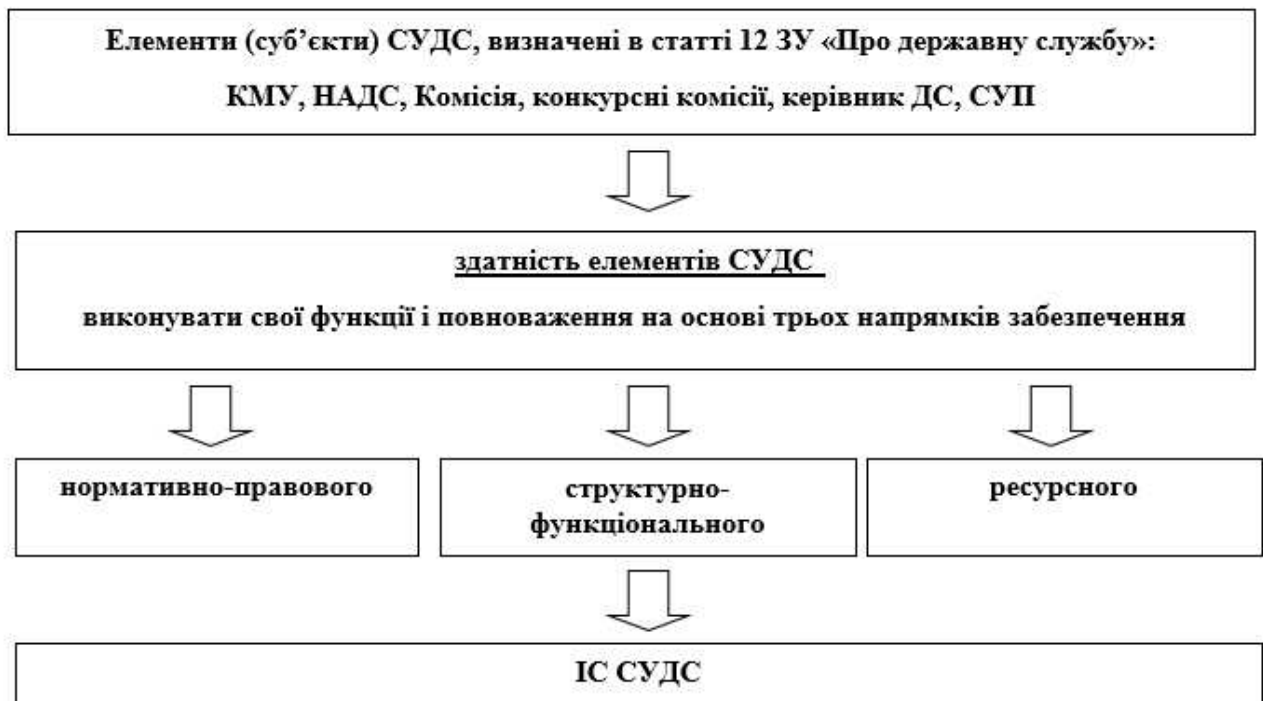 Елементи (суб’єкти) СУДС, визначені в статті 12 ЗУ «Про державну службу»:
КМУ, НАДС, Комісія, конкурсні комісії, керівник ДС, СУП
здатність елементів СУДС
виконувати свої функції і повноваження на основі трьох напрямків забезпечення
нормативно-правового
структурно-
функціонального
ресурсного
ІС СУДС